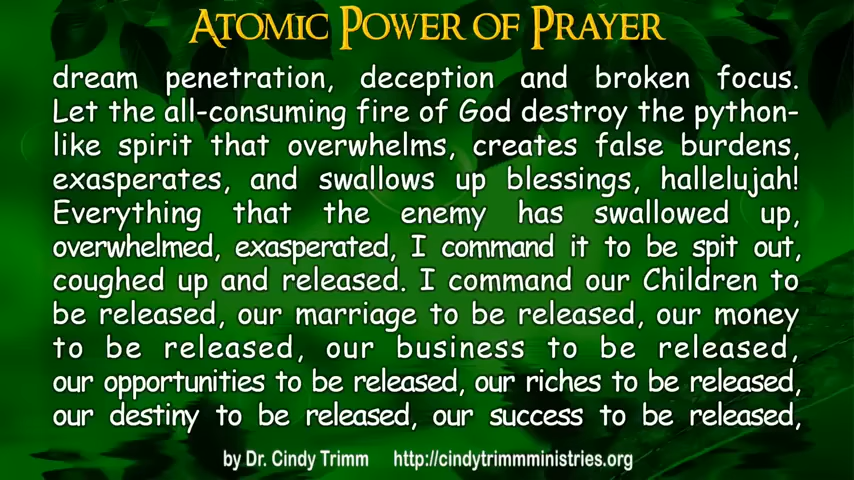 Atomic Power of Prayer
dream penetration, deception and broken focus.
Let the all-consuming fire of God destroy the python-
like spirit that overwhelms, creates false burdens,
exasperates, and swallows up blessings, hallelujah!
Everything that the enemy has swallowed up,
overwhelmed, exasperated, I command it to be spit out,
coughed up and released. I command our Children to
be released, our marriage to be released, our money
to be released, our business to be released,
our opportunities to be released, our riches to be released,
our destiny to be released, our success to be released,
by Dr. Cindy Trimm http://cindytrimmministries.org